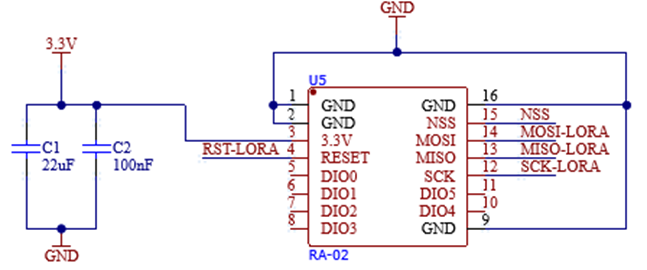 GND
3.3V
U5
1 GND GND 16
2 GND NSS 15 NSS
3 3.3V MOSI 14 MOSI-LORA
RST-LORA 4 RESET MISO 13 MISO-LORA
5 DIO0 SCK 12 SCK-LORA
6 DIO1 DIO5 11
7 DIO2 DIO4 10
8 DIO3 GND 9
C1
22uF
C2
100nF
GND
RA-02